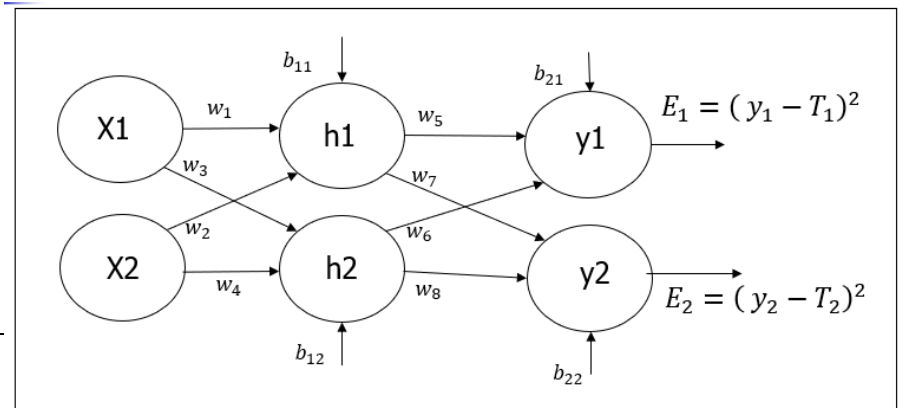 b₁₁
b₂₁
X1
w₁
h1
w₅
y1
E₁ = ( y₁ − T₁)²
w₃
w₇
w₂
w₆
X2
w₄
h2
w₈
y2
E₂ = ( y₂ − T₂)²
b₁₂
b₂₂